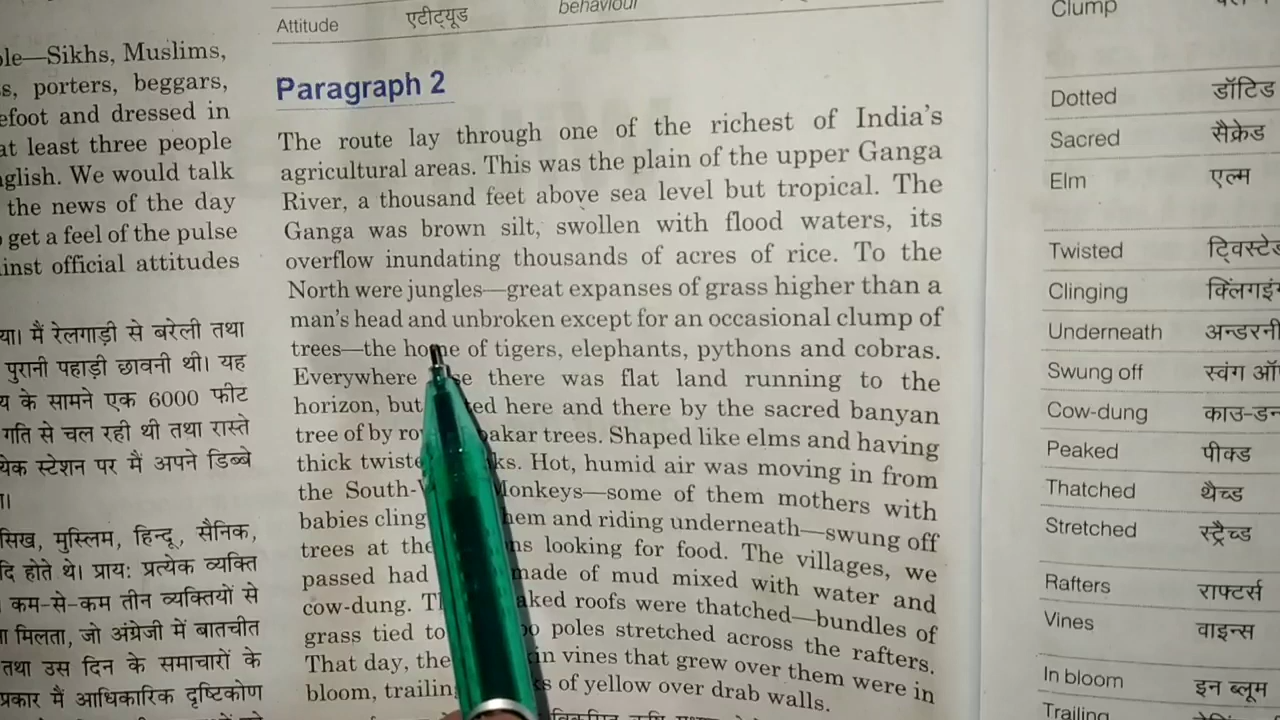 Attitude एटीट्यूड behaviour
ple—Sikhs, Muslims,
s, porters, beggars,
efoot and dressed in
at least three people
nglish. We would talk
the news of the day
get a feel of the pulse
inst official attitudes
या। मैं रेलगाड़ी से बरेली तथा
पुरानी पहाड़ी छावनी थी। यह
य के सामने एक 6000 फीट
गति से चल रही थी तथा रास्ते
येक स्टेशन पर मैं अपने डिब्बे
ा।
सिख, मुस्लिम, हिन्दू, सैनिक,
दि होते थे। प्रायः प्रत्येक व्यक्ति
कम-से-कम तीन व्यक्तियों से
ा मिलता, जो अंग्रेजी में बातचीत
तथा उस दिन के समाचारों के
प्रकार मैं आधिकारिक दृष्टिकोण
Paragraph 2
The route lay through one of the richest of India's
agricultural areas. This was the plain of the upper Ganga
River, a thousand feet above sea level but tropical. The
Ganga was brown silt, swollen with flood waters, its
overflow inundating thousands of acres of rice. To the
North were jungles—great expanses of grass higher than a
man's head and unbroken except for an occasional clump of
trees—the home of tigers, elephants, pythons and cobras.
Everywhere se there was flat land running to the
horizon, but ed here and there by the sacred banyan
tree of by ro akar trees. Shaped like elms and having
thick twiste ks. Hot, humid air was moving in from
the South- Monkeys—some of them mothers with
babies cling hem and riding underneath—swung off
trees at the ns looking for food. The villages, we
passed had made of mud mixed with water and
cow-dung. T aked roofs were thatched—bundles of
grass tied to oo poles stretched across the rafters.
That day, the in vines that grew over them were in
bloom, trailin s of yellow over drab walls.
Clump
Dotted डॉटिड
Sacred सैक्रेड
Elm एल्म
Twisted ट्विस्टेड
Clinging क्लिंगइं
Underneath अन्डरनी
Swung off स्वंग ऑ
Cow-dung काउ-डन
Peaked पीक्ड
Thatched थैच्ड
Stretched स्ट्रैच्ड
Rafters राफ्टर्स
Vines वाइन्स
In bloom इन ब्लूम
Trailing